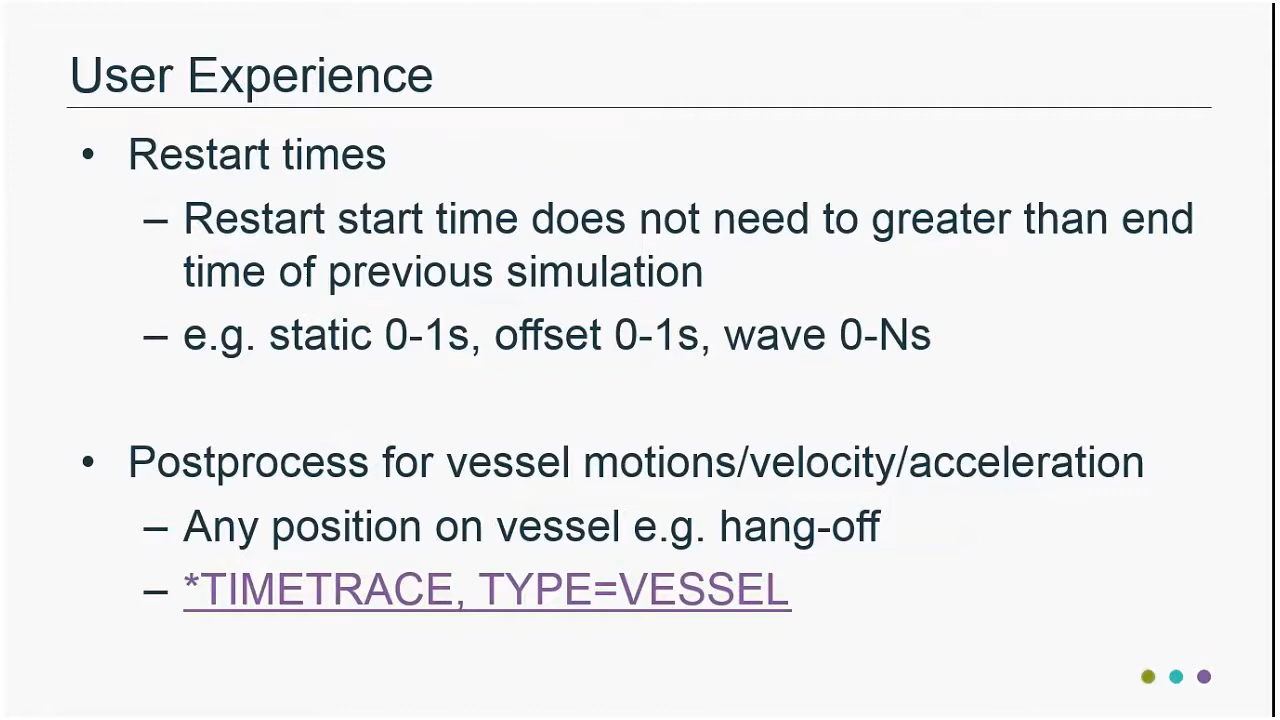 User Experience
• Restart times
– Restart start time does not need to greater than end
time of previous simulation
– e.g. static 0-1s, offset 0-1s, wave 0-Ns
• Postprocess for vessel motions/velocity/acceleration
– Any position on vessel e.g. hang-off
– *TIMETRACE, TYPE=VESSEL